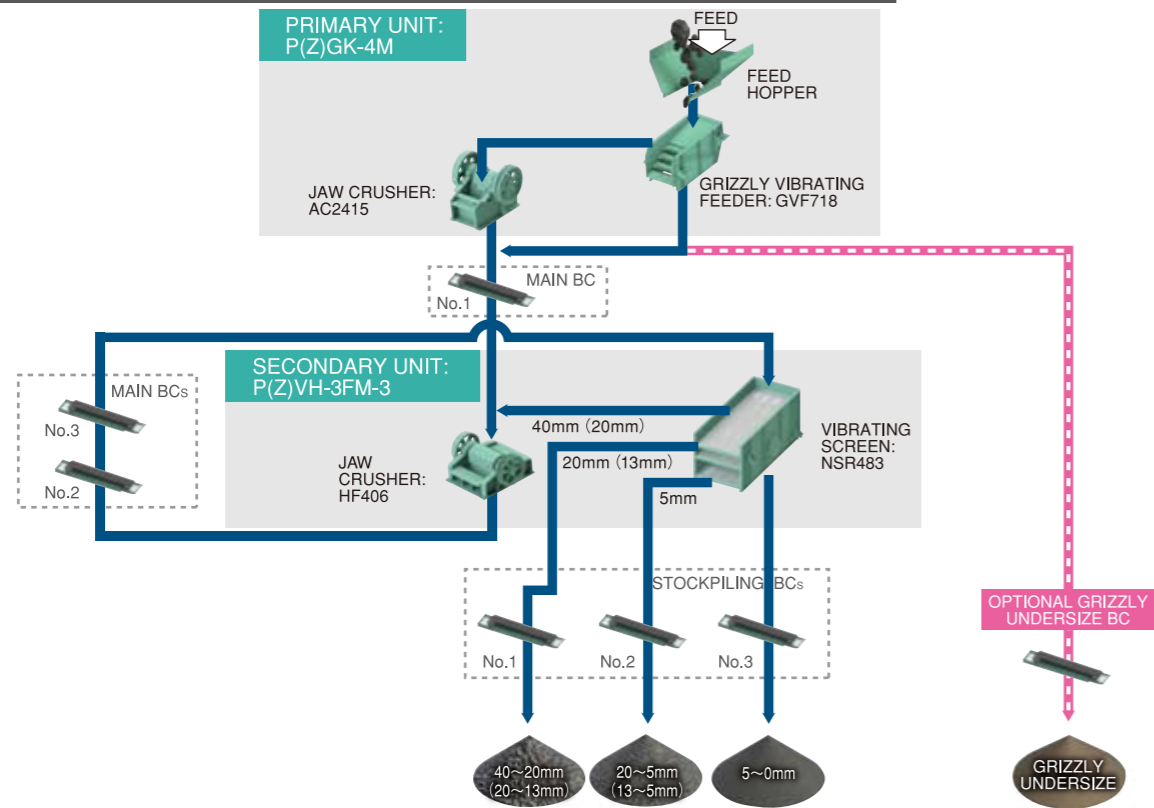 PRIMARY UNIT:
P(Z)GK-4M
FEED
FEED
HOPPER
JAW CRUSHER:
AC2415
GRIZZLY VIBRATING
FEEDER: GVF718
MAIN BC
No.1
SECONDARY UNIT:
P(Z)VH-3FM-3
MAIN BCs
No.3
No.2
40mm (20mm)
20mm (13mm)
5mm
JAW
CRUSHER:
HF406
VIBRATING
SCREEN:
NSR483
STOCKPILING BCs
No.1
No.2
No.3
OPTIONAL GRIZZLY
UNDERSIZE BC
40～20mm
(20～13mm)
20～5mm
(13～5mm)
5～0mm
GRIZZLY
UNDERSIZE